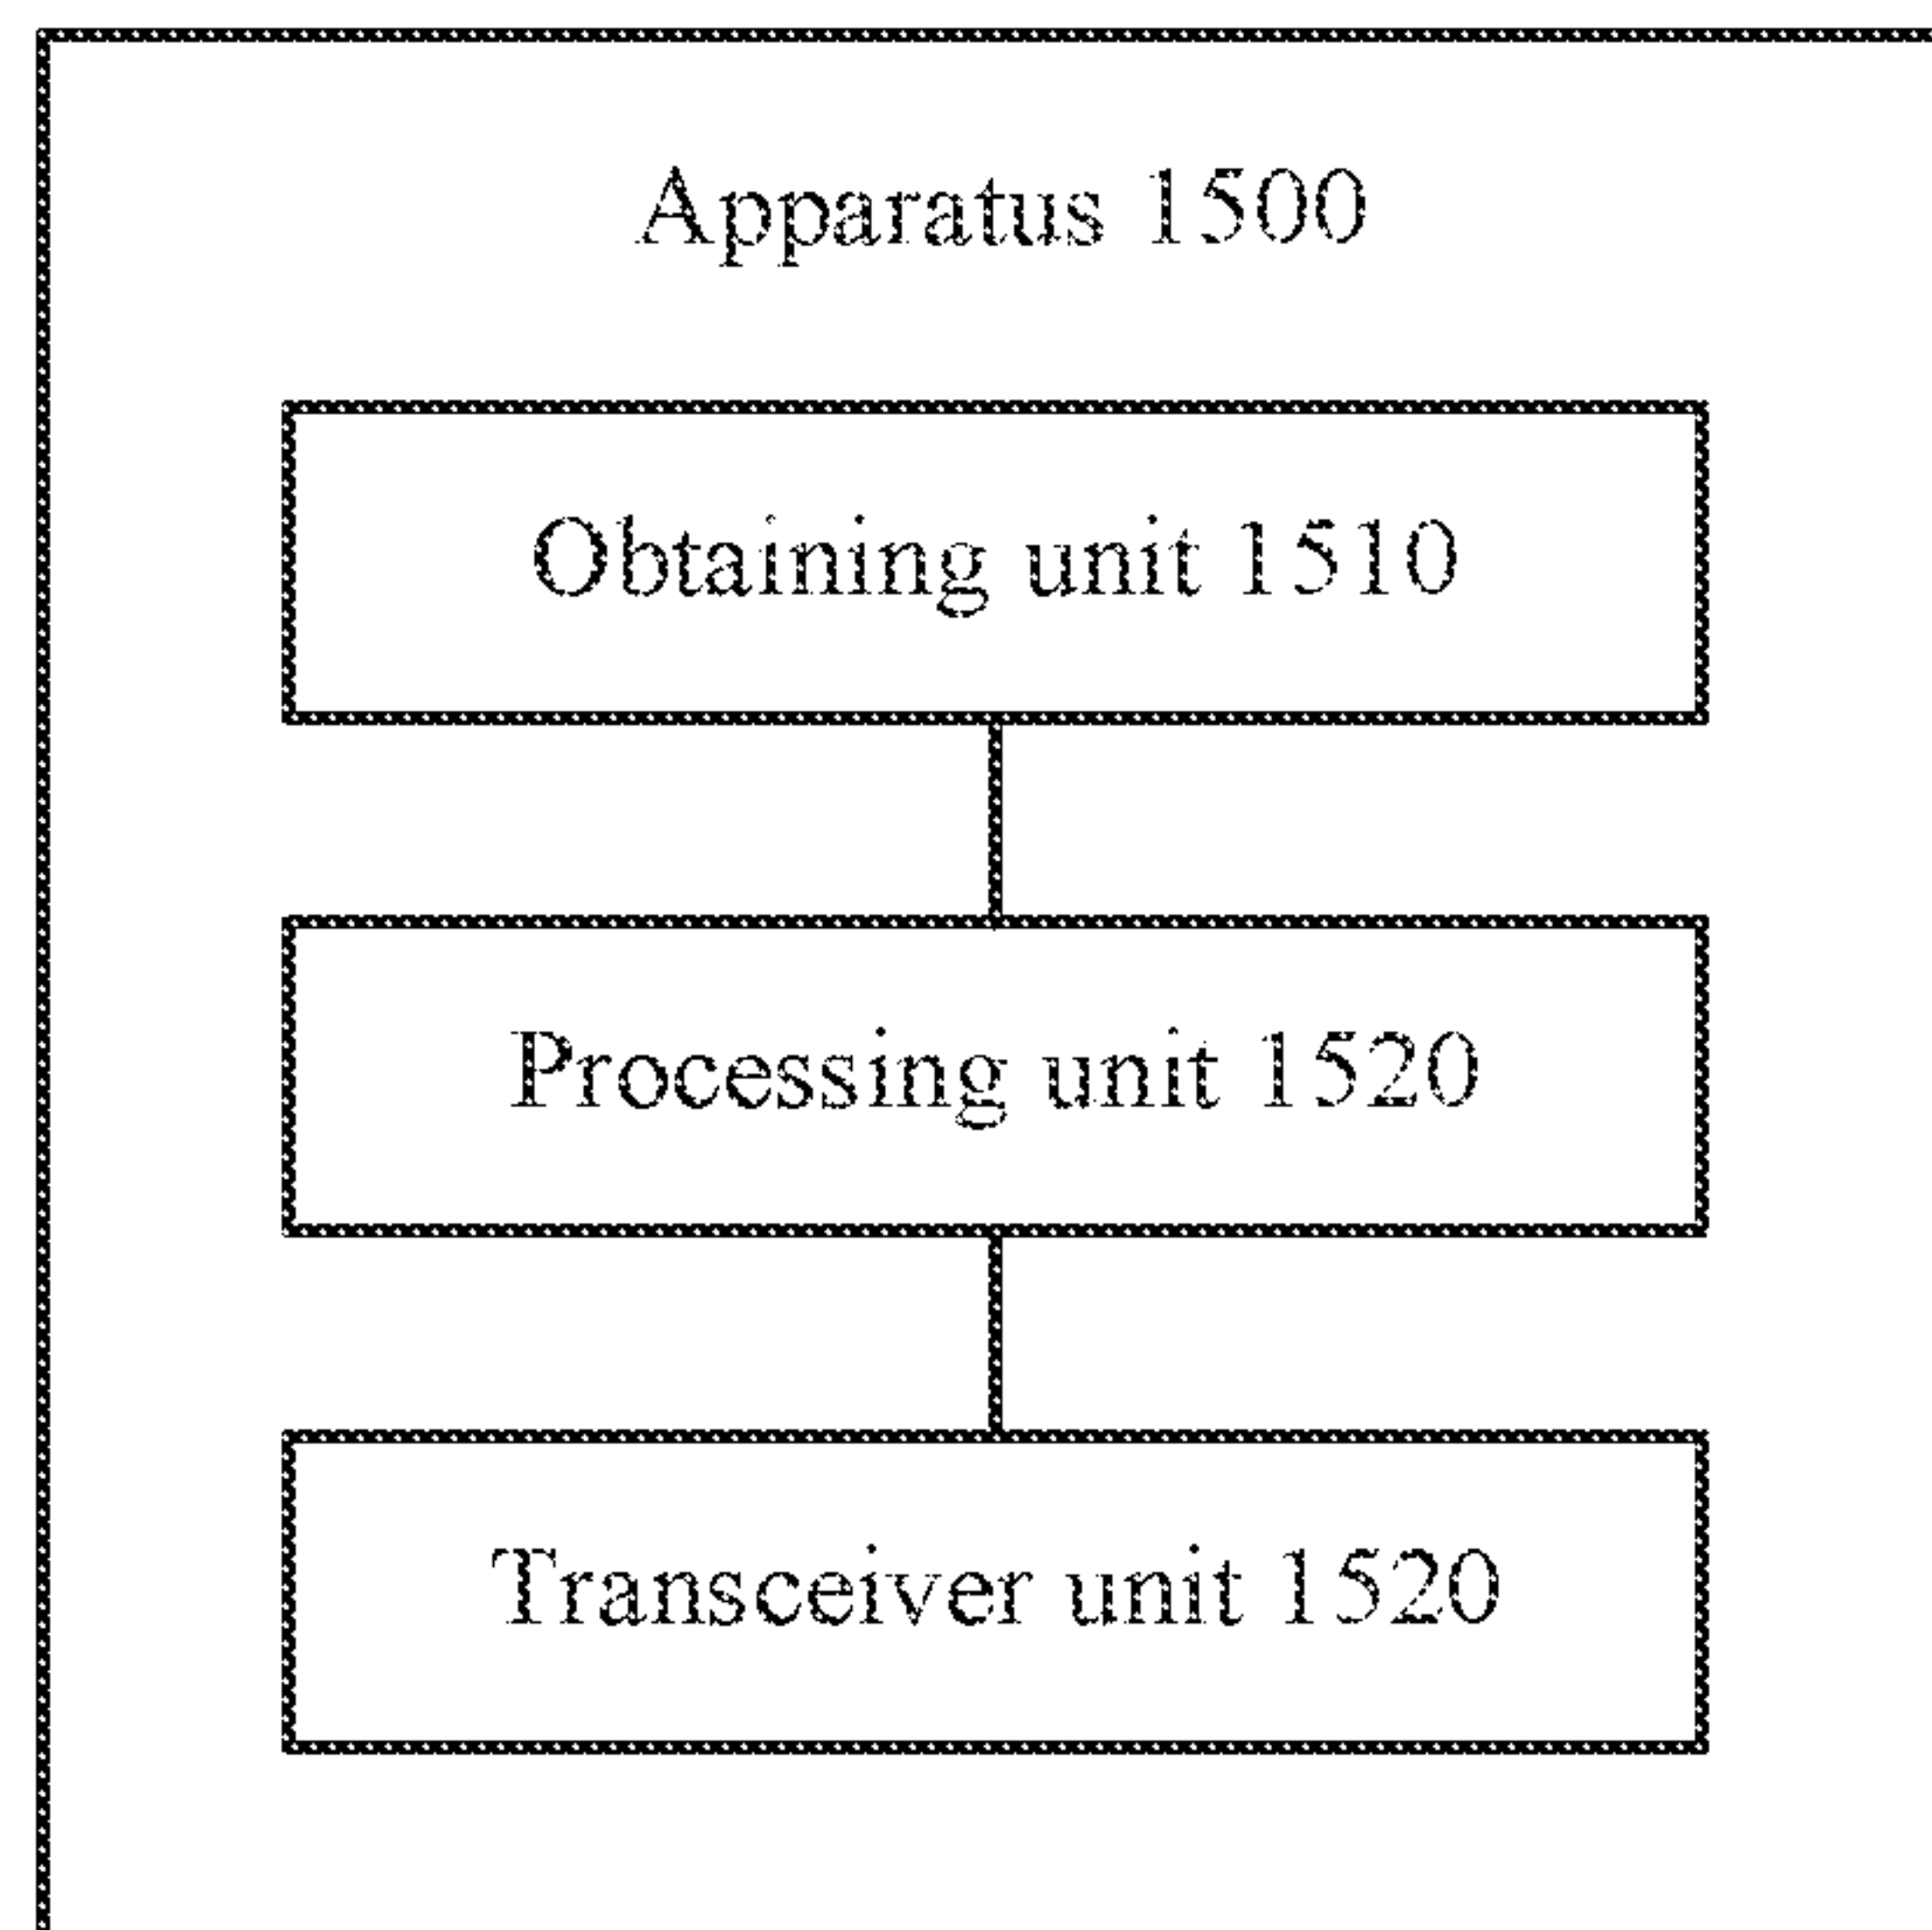 Apparatus 1500
Obtaining unit 1510
Processing unit 1520
Transceiver unit 1520